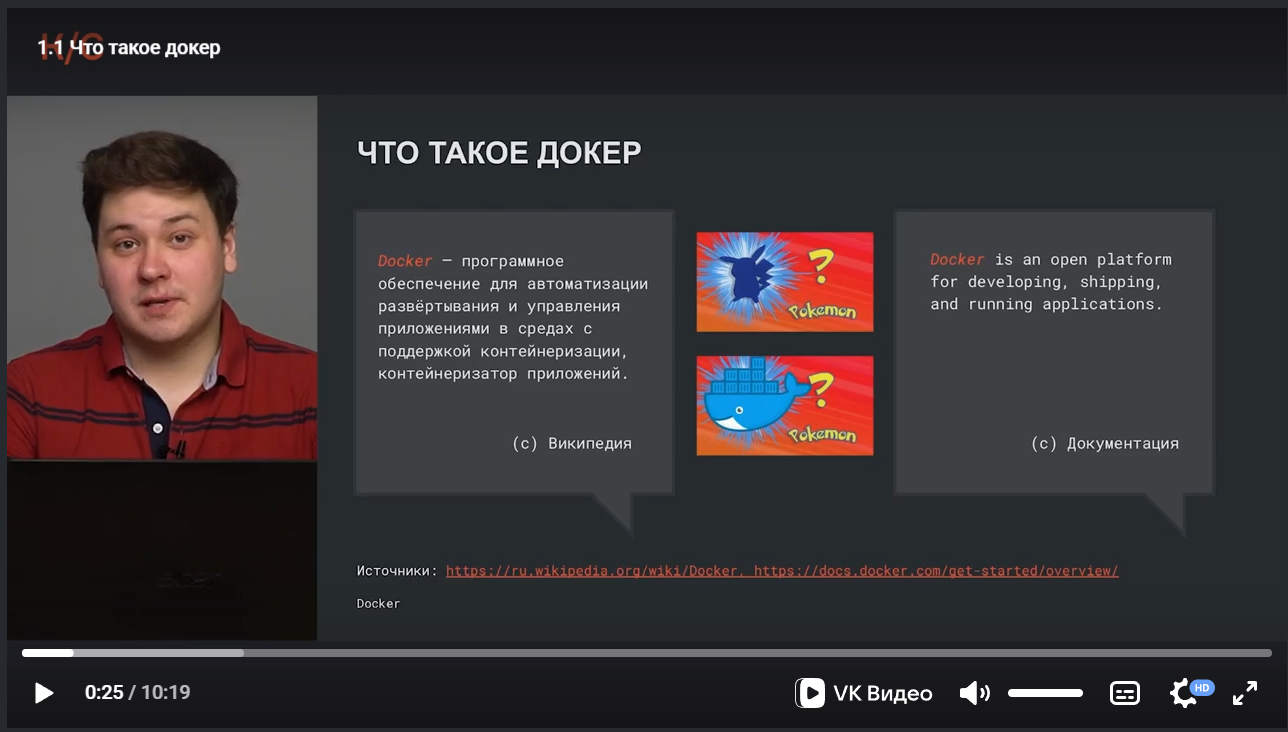 1.1 Что такое докер
ЧТО ТАКОЕ ДОКЕР
Docker — программное
обеспечение для автоматизации
развёртывания и управления
приложениями в средах с
поддержкой контейнеризации,
контейнеризатор приложений.
(c) Википедия
?
Pokemon
?
Pokemon
Docker is an open platform
for developing, shipping,
and running applications.
(c) Документация
Источники: https://ru.wikipedia.org/wiki/Docker, https://docs.docker.com/get-started/overview/
Docker
0:25 / 10:19
VK Видео
HD